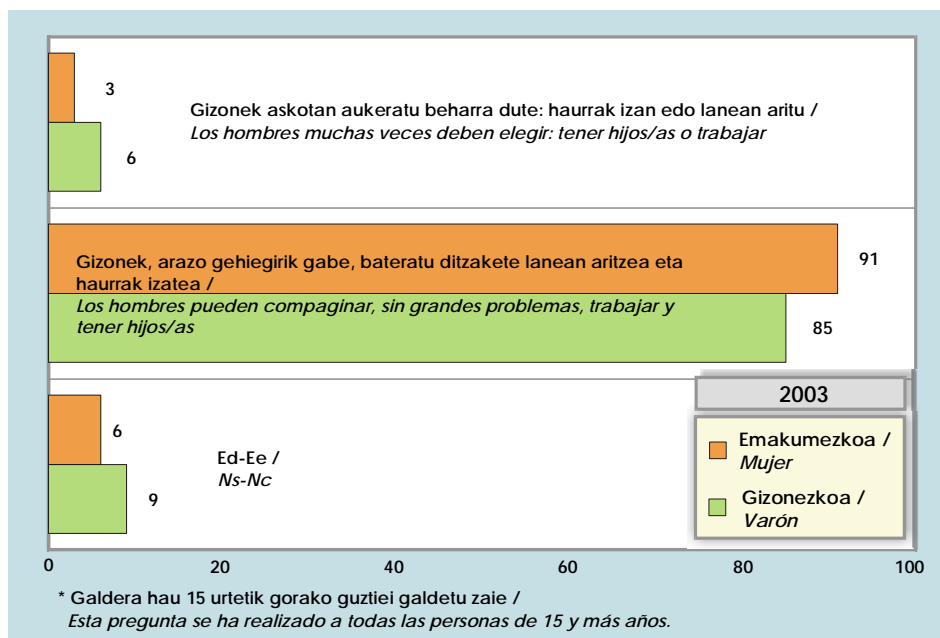 3
Gizonek askotan aukeratu beharra dute: haurrak izan edo lanean aritu /
Los hombres muchas veces deben elegir: tener hijos/as o trabajar
6
Gizonek, arazo gehiegirik gabe, bateratu ditzakete lanean aritzea eta
haurrak izatea /
91
Los hombres pueden compaginar, sin grandes problemas, trabajar y
tener hijos/as
85
2003
6
Ed-Ee /
Ns-Nc
9
Emakumezkoa /
Mujer
Gizonezkoa /
Varón
0 20 40 60 80 100
* Galdera hau 15 urtetik gorako guztiei galdetu zaie /
Esta pregunta se ha realizado a todas las personas de 15 y más años.